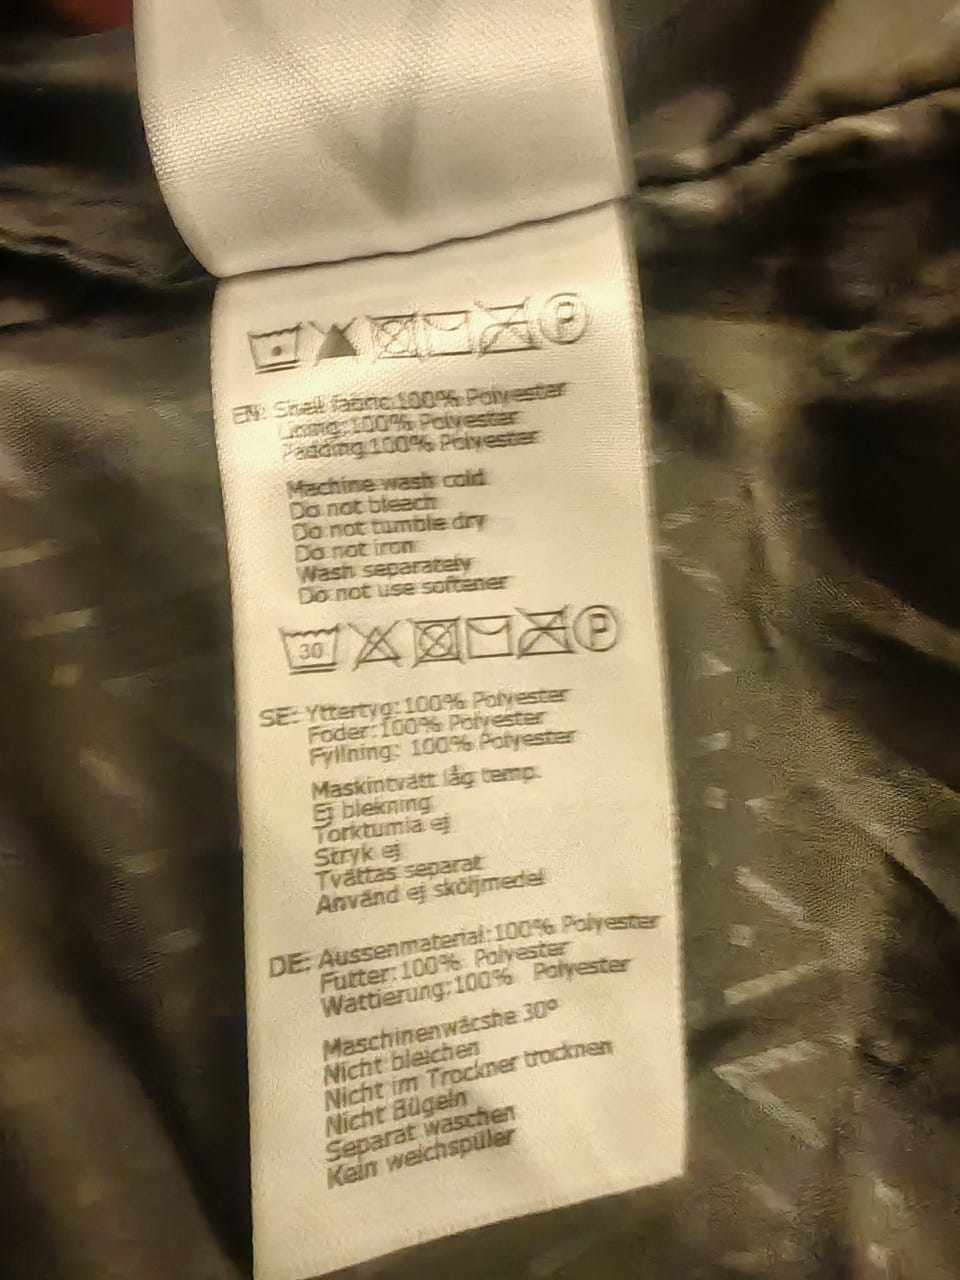 P
EN: Shell fabric:100% Polyester
Lining:100% Polyester
Padding:100% Polyester
Machine wash cold
Do not bleach
Do not tumble dry
Do not iron
Wash separately
Do not use softener
30 P
SE: Yttertyg:100% Polyester
Foder:100% Polyester
Fyllning: 100% Polyester
Maskintvätt låg temp.
Ej blekning
Torktumla ej
Stryk ej
Tvättas separat
Använd ej sköljmedel
DE: Aussenmaterial:100% Polyester
Futter:100% Polyester
Wattierung:100% Polyester
Maschinenwäcshe 30°
Nicht bleichen
Nicht im Trockner trocknen
Nicht Bügeln
Separat waschen
Kein weichspüler